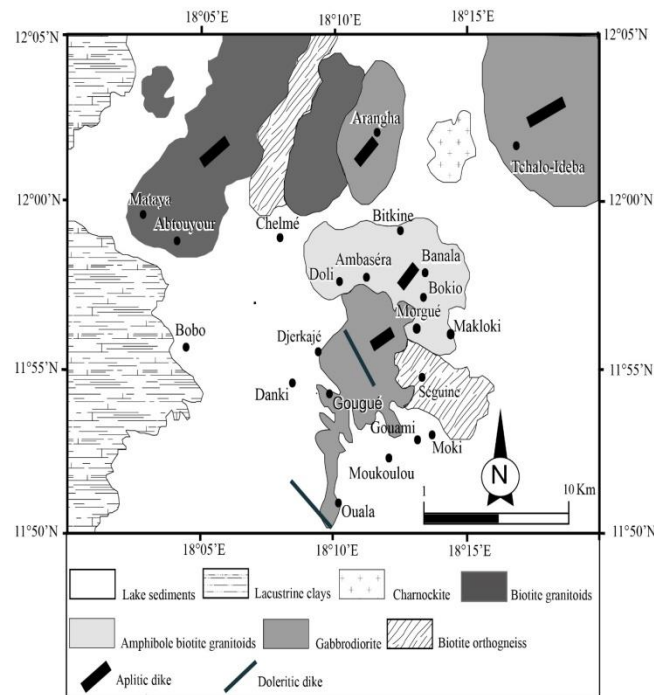 12°05' 18°05' 18°10' 18°15' 12°05'N
Arangha
Tchalo-Ideba
12°00' 12°00'N
Mataya
Bitkine
Abtouyour Chelmé
Ambaséra Banala
Doli
Bokio
Morgué
Bobo Djerkajé Makloki
11°55' 11°55'N
Danki Séguine
Gougué
Gouami Moki
Moukoulou N
1 10 Km
Ouala
11°50' 11°50'N
18°05' 18°10' 18°15'
Lake sediments Lacustrine clays Charnockite Biotite granitoids
Amphibole biotite granitoids Gabbrodiorite Biotite orthogneiss
Aplitic dike Doleritic dike